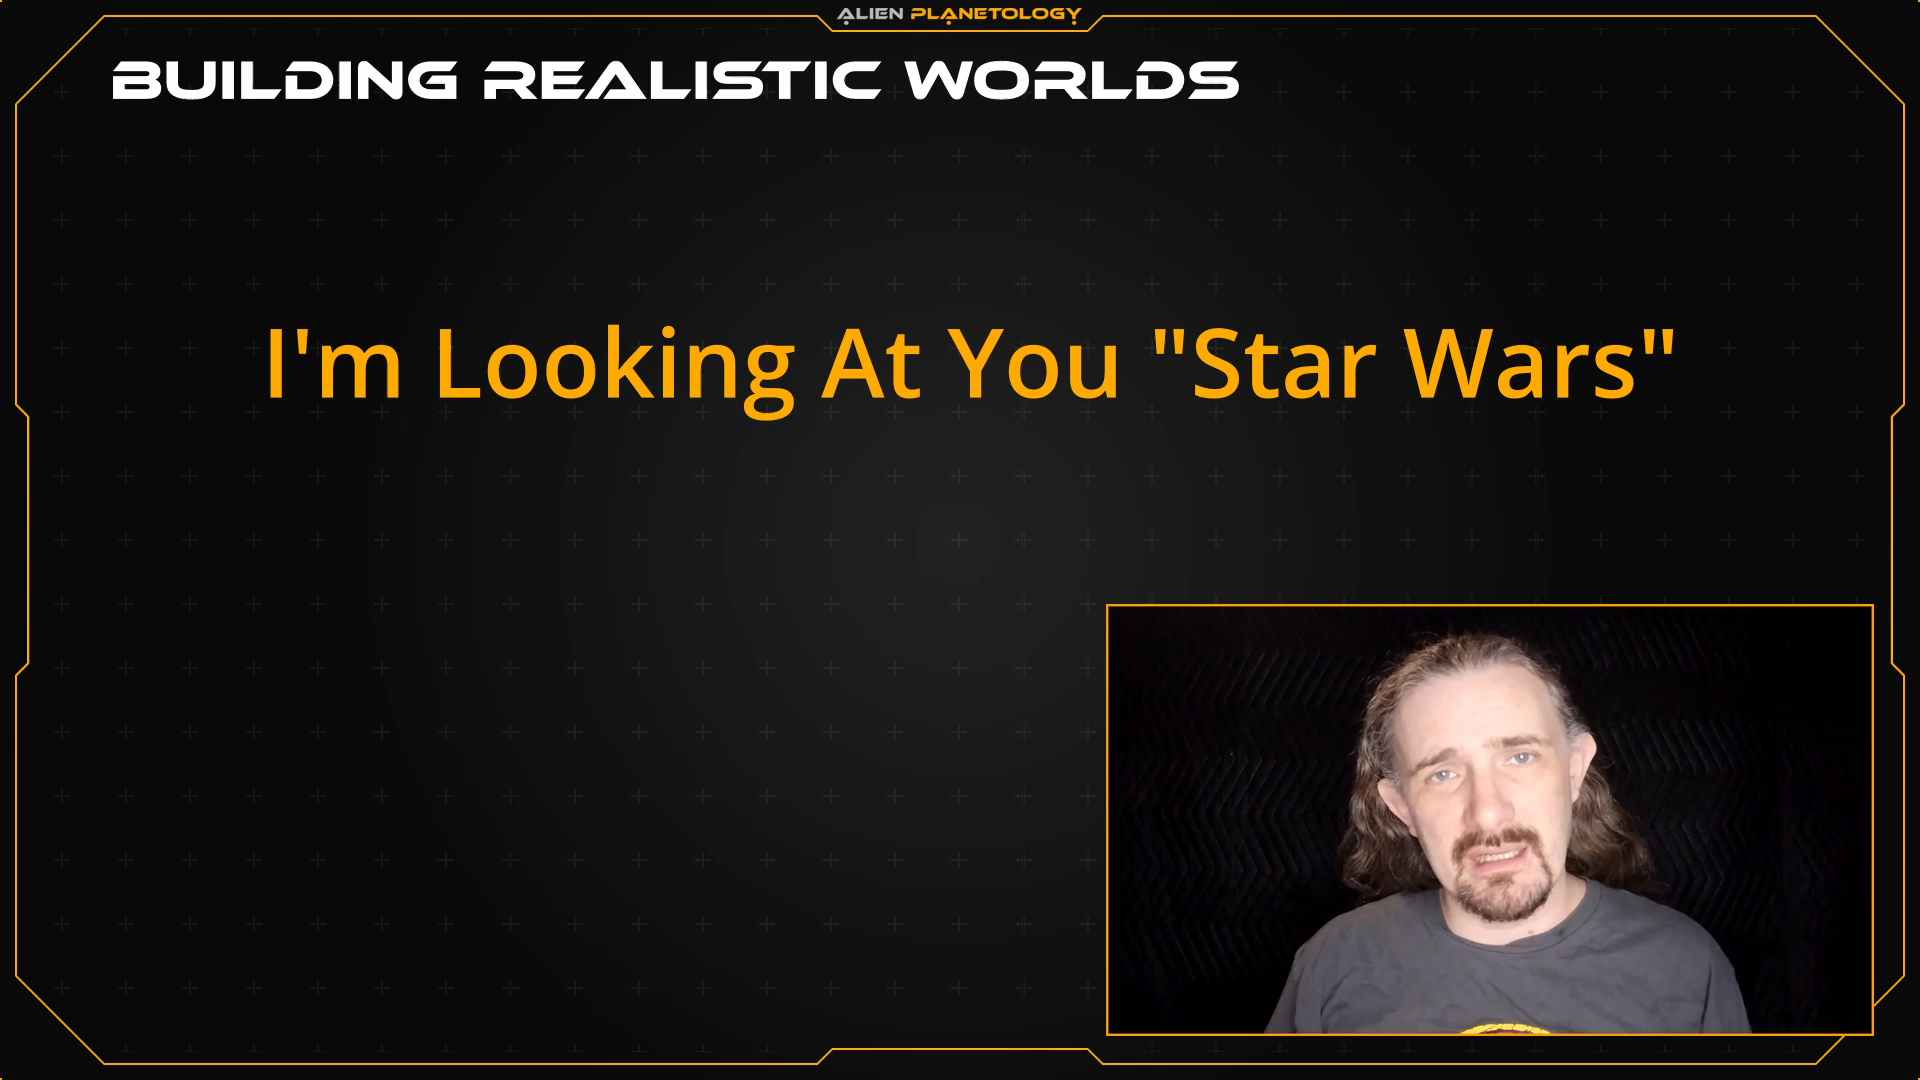 ALIEN PLANETOLOGY
BUILDING REALISTIC WORLDS
I'm Looking At You "Star Wars"